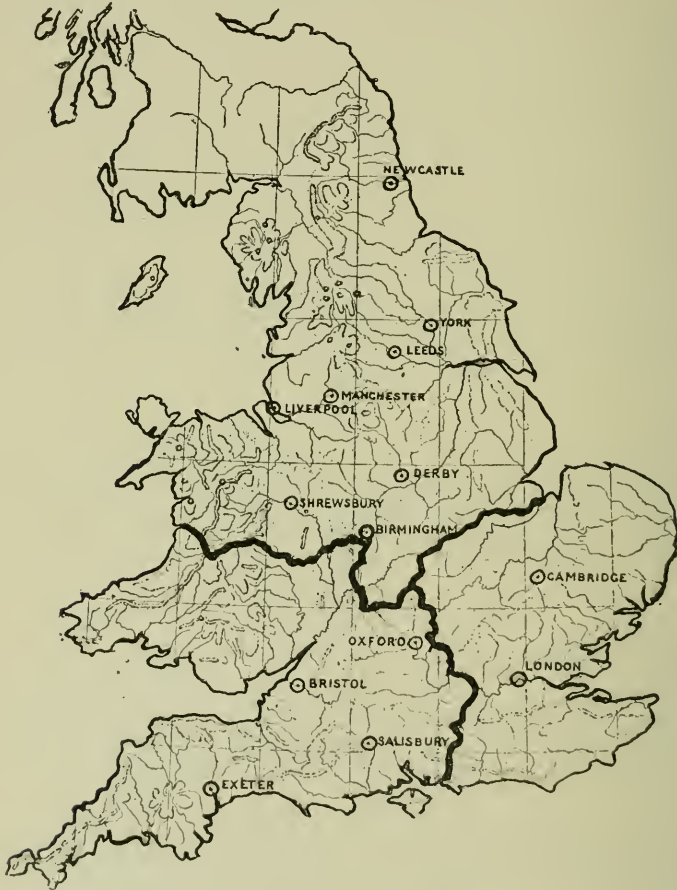 NEWCASTLE
YORK
LEEDS
MANCHESTER
LIVERPOOL
DERBY
SHREWSBURY
BIRMINGHAM
CAMBRIDGE
OXFORD
LONDON
BRISTOL
SALISBURY
EXETER